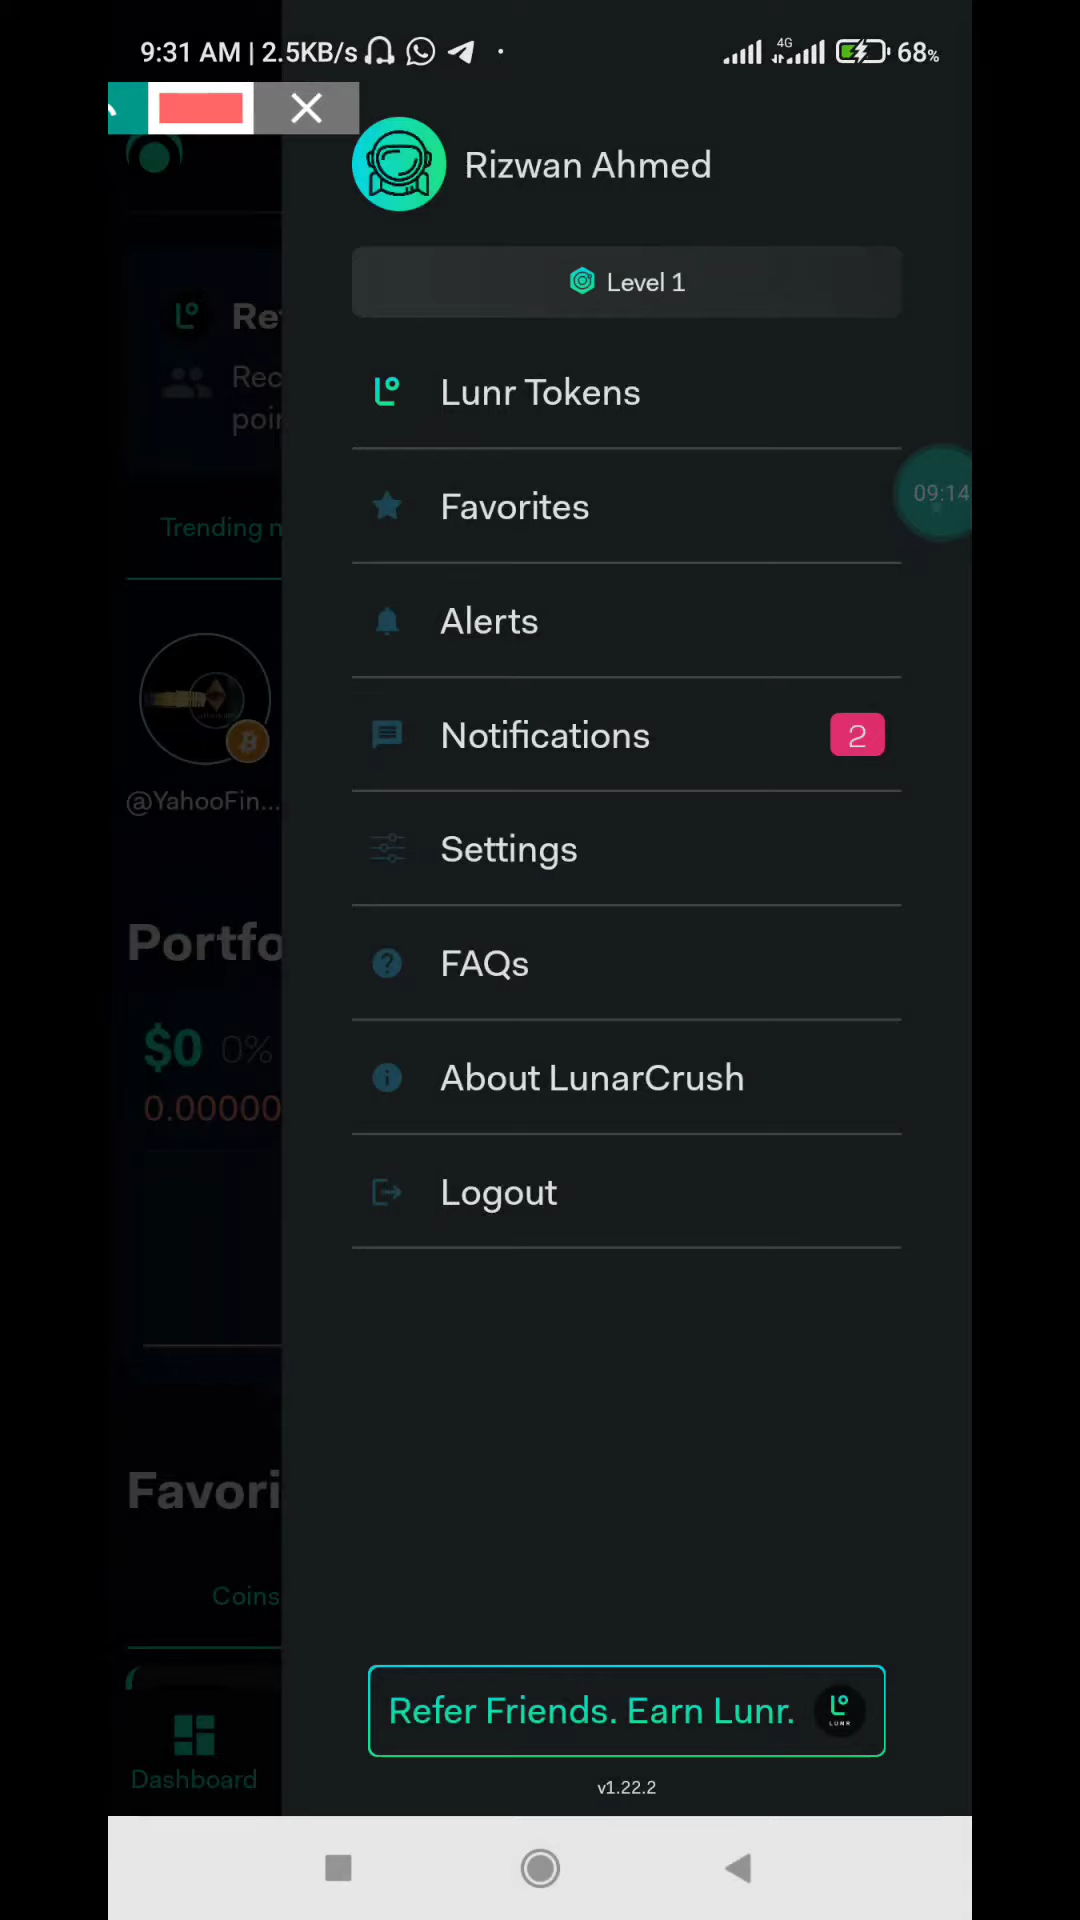 9:31 AM | 2.5KB/s
4G
68%
Rizwan Ahmed
Level 1
Re
Rec
poin
Lunr Tokens
Favorites
09:14
Trending n
Alerts
Notifications
2
@YahooFin...
Settings
Portfo
FAQs
$0 0%
0.00000
About LunarCrush
Logout
Favori
Coins
Refer Friends. Earn Lunr.
LUNR
Dashboard
v1.22.2